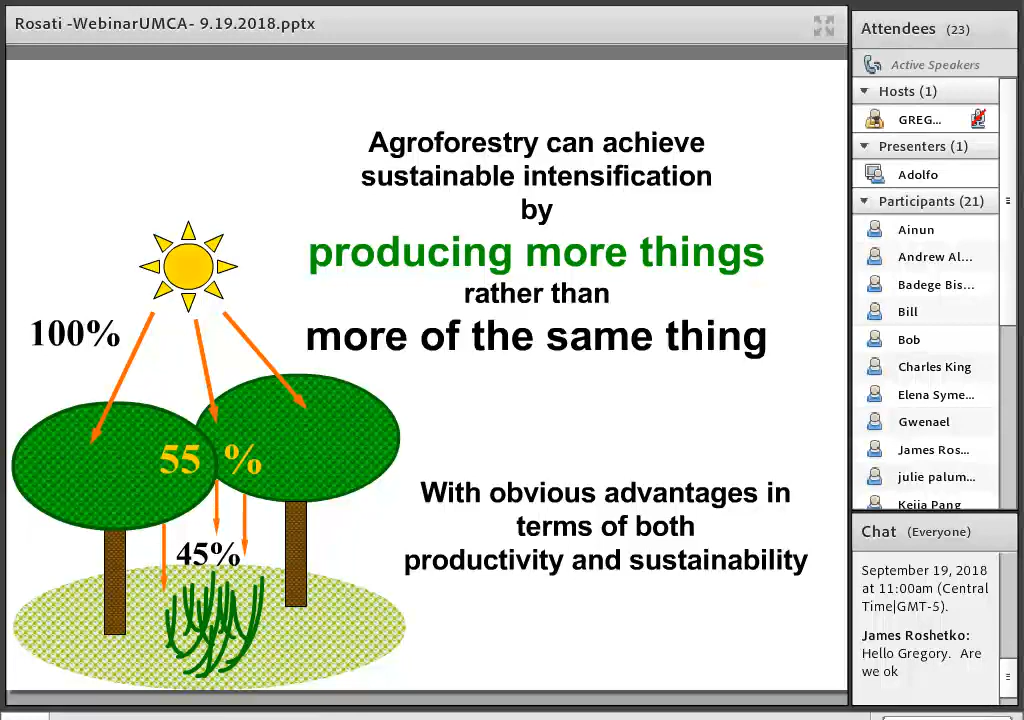 Rosati -WebinarUMCA- 9.19.2018.pptx
Agroforestry can achieve
sustainable intensification
by
producing more things
rather than
more of the same thing
100%
55 %
45%
With obvious advantages in
terms of both
productivity and sustainability
Attendees (23)
Active Speakers
Hosts (1)
GREG...
Presenters (1)
Adolfo
Participants (21)
Ainun
Andrew Al...
Badege Bis...
Bill
Bob
Charles King
Elena Syme...
Gwenael
James Ros...
julie palum...
Keija Pang
Chat (Everyone)
September 19, 2018
at 11:00am (Central
Time|GMT-5).
James Roshetko:
Hello Gregory. Are
we ok